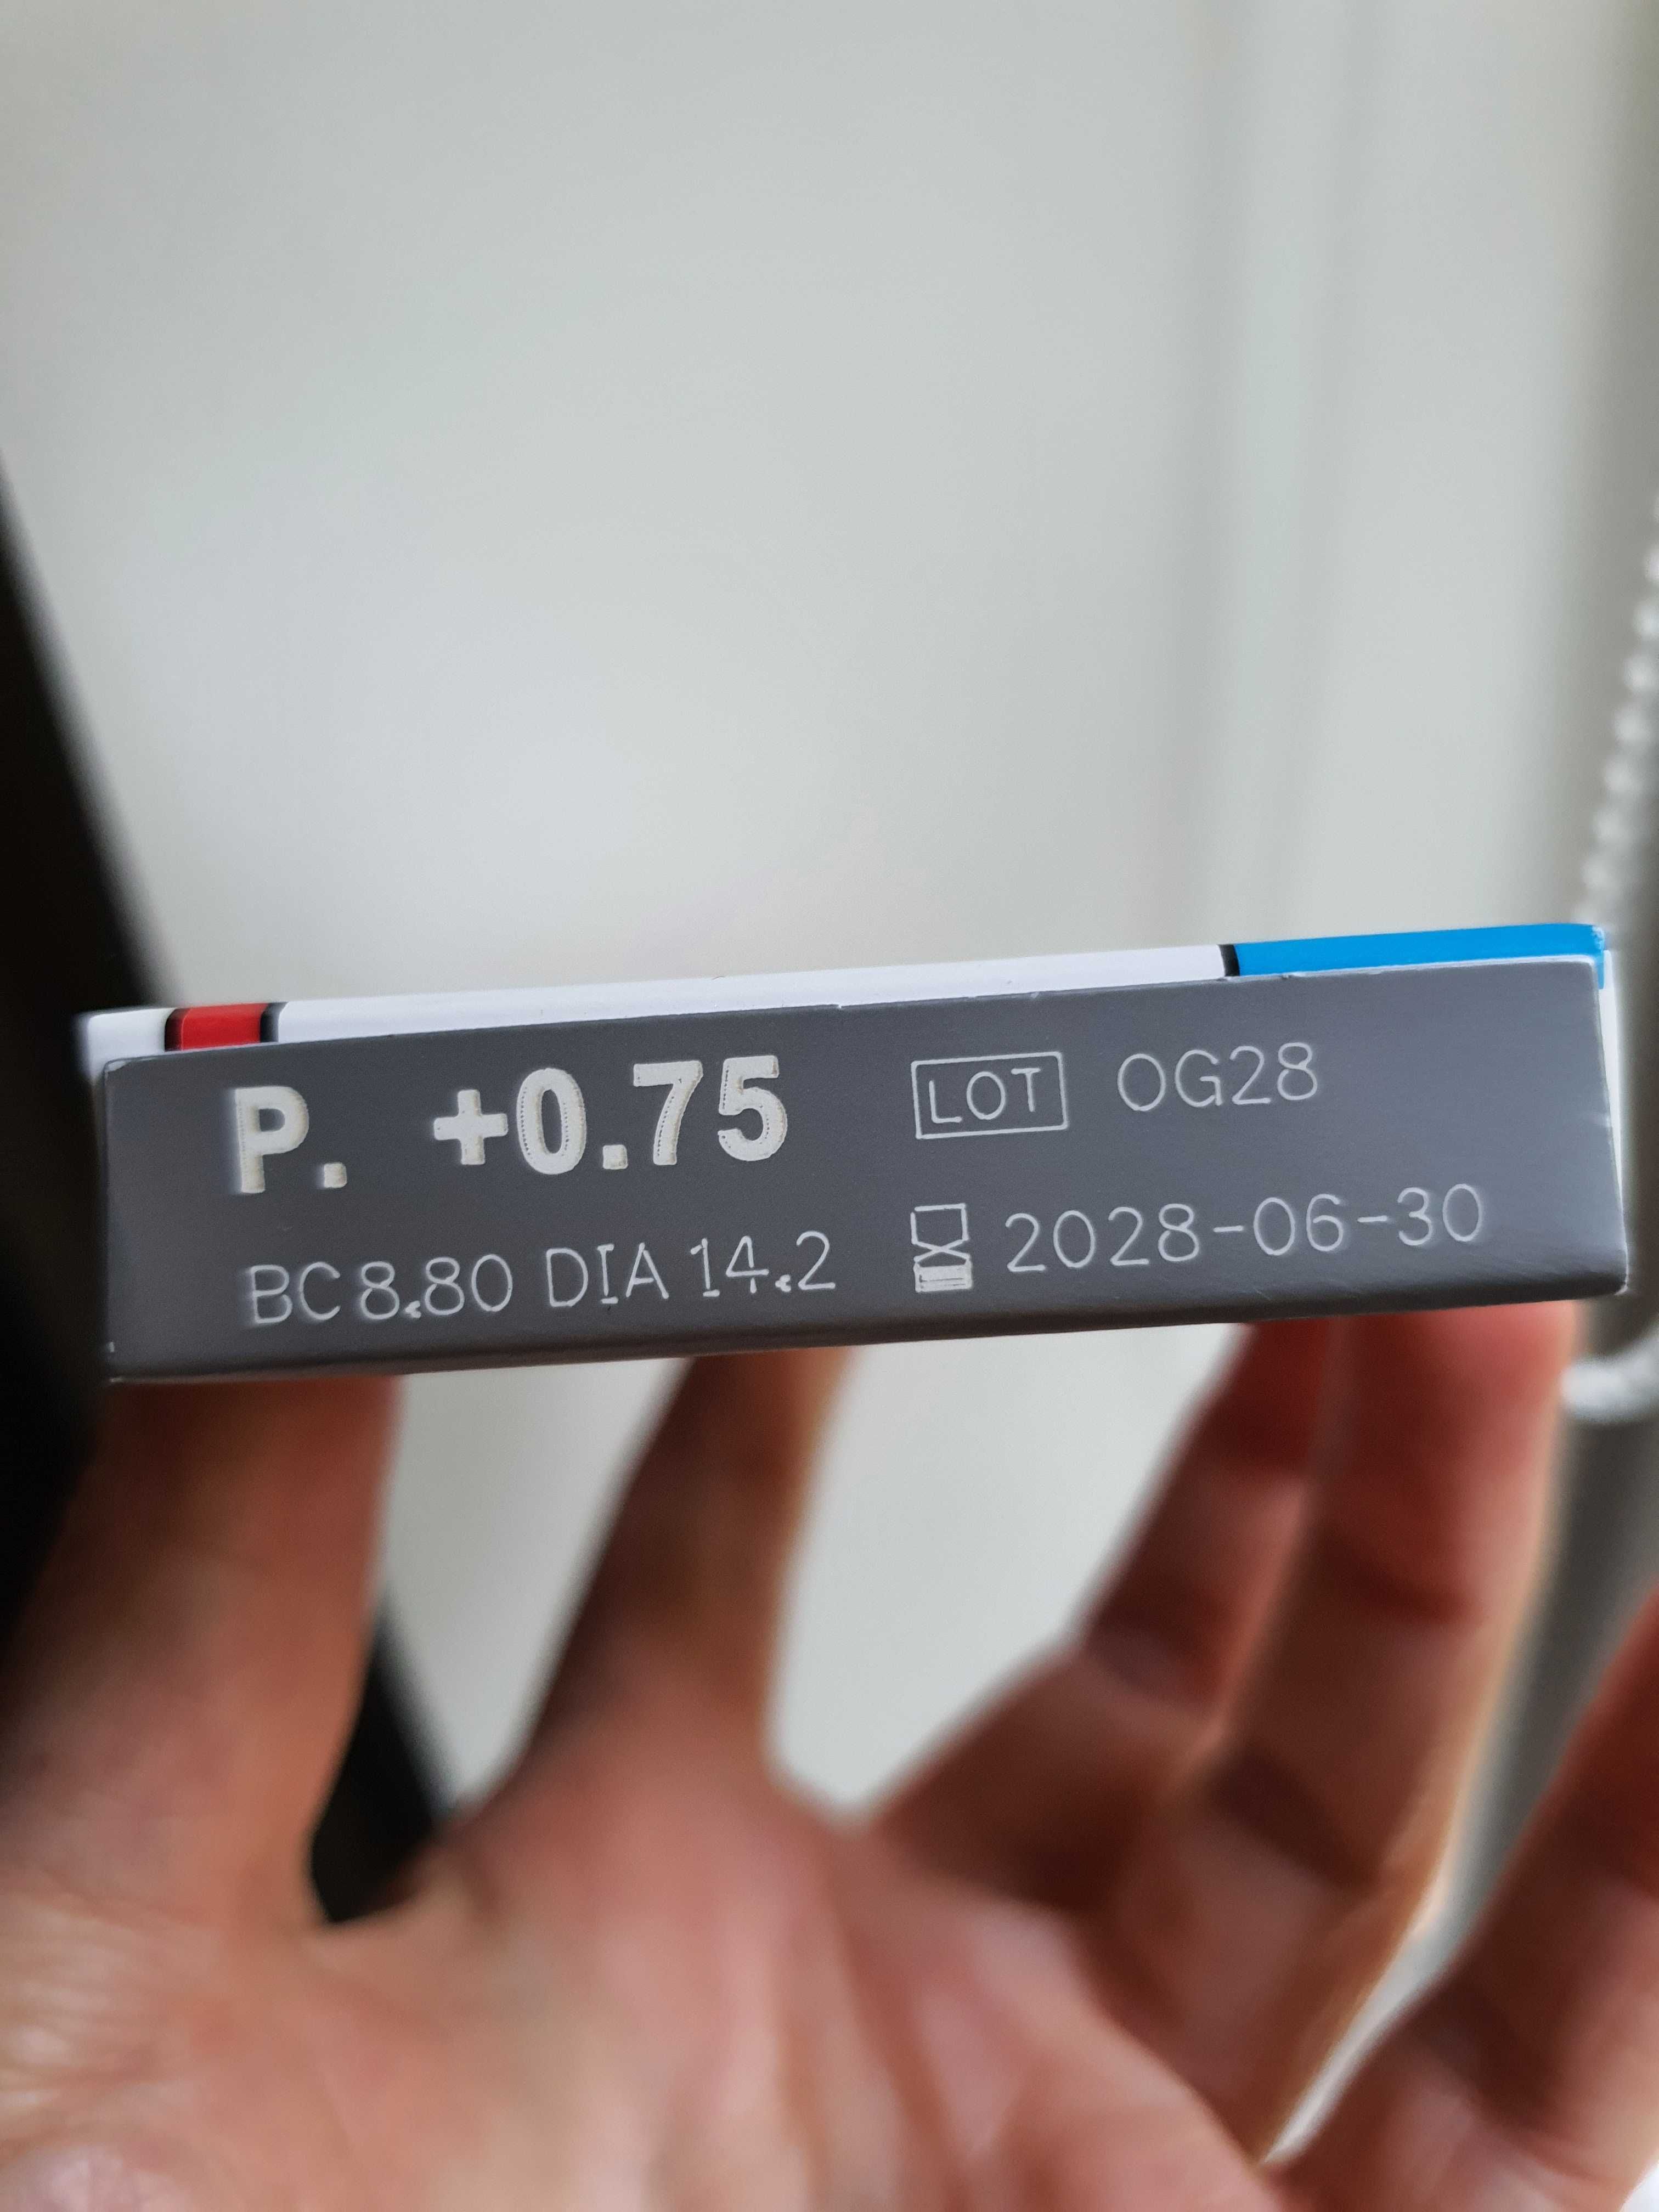 P. +0.75
LOT OG28
BC 8.80 DIA 14.2
2028-06-30